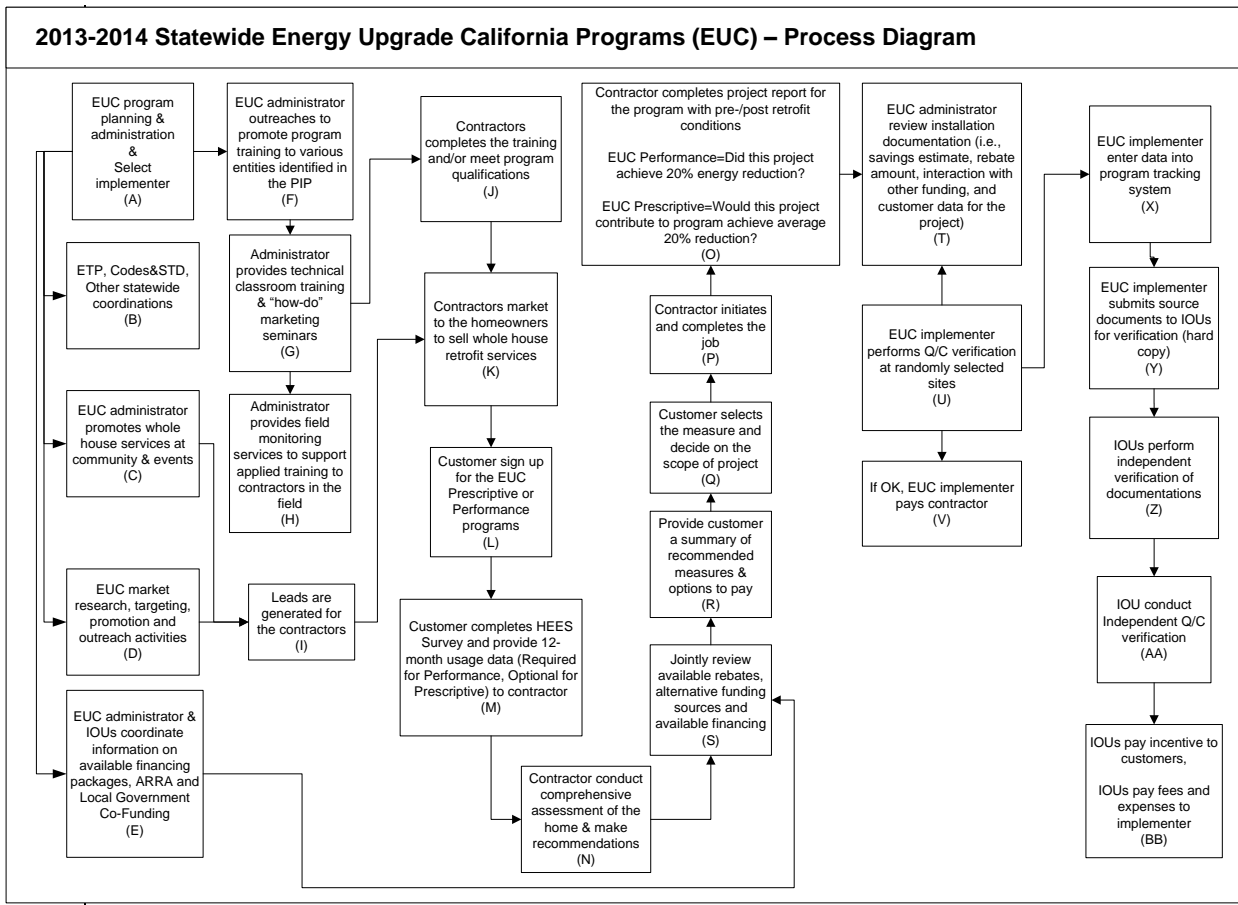 2013-2014 Statewide Energy Upgrade California Programs (EUC) – Process Diagram
EUC program
planning &
administration
&
Select
implementer
(A)
ETP, Codes&STD,
Other statewide
coordinations
(B)
EUC administrator
promotes whole
house services at
community & events
(C)
EUC market
research, targeting,
promotion and
outreach activities
(D)
EUC administrator &
IOUs coordinate
information on
available financing
packages, ARRA and
Local Government
Co-Funding
(E)
EUC administrator
outreaches to
promote program
training to various
entities identified in
the PIP
(F)
Administrator
provides technical
classroom training
& “how-do”
marketing
seminars
(G)
Administrator
provides field
monitoring
services to support
applied training to
contractors in the
field
(H)
Leads are
generated for
the contractors
(I)
Contractors
completes the training
and/or meet program
qualifications
(J)
Contractors market
to the homeowners
to sell whole house
retrofit services
(K)
Customer sign up
for the EUC
Prescriptive or
Performance
programs
(L)
Customer completes HEES
Survey and provide 12-
month usage data (Required
for Performance, Optional for
Prescriptive) to contractor
(M)
Contractor conduct
comprehensive
assessment of the
home & make
recommendations
(N)
Contractor completes project report for
the program with pre-/post retrofit
conditions
EUC Performance=Did this project
achieve 20% energy reduction?
EUC Prescriptive=Would this project
contribute to program achieve average
20% reduction?
(O)
Contractor initiates
and completes the
job
(P)
Customer selects
the measure and
decide on the
scope of project
(Q)
Provide customer
a summary of
recommended
measures &
options to pay
(R)
Jointly review
available rebates,
alternative funding
sources and
available financing
(S)
EUC administrator
review installation
documentation (i.e.,
savings estimate, rebate
amount, interaction with
other funding, and
customer data for the
project)
(T)
EUC implementer
performs Q/C verification
at randomly selected
sites
(U)
If OK, EUC implementer
pays contractor
(V)
EUC implementer
enter data into
program tracking
system
(X)
EUC implementer
submits source
documents to IOUs
for verification (hard
copy)
(Y)
IOUs perform
independent
verification of
documentations
(Z)
IOU conduct
Independent Q/C
verification
(AA)
IOUs pay incentive to
customers,
IOUs pay fees and
expenses to
implementer
(BB)